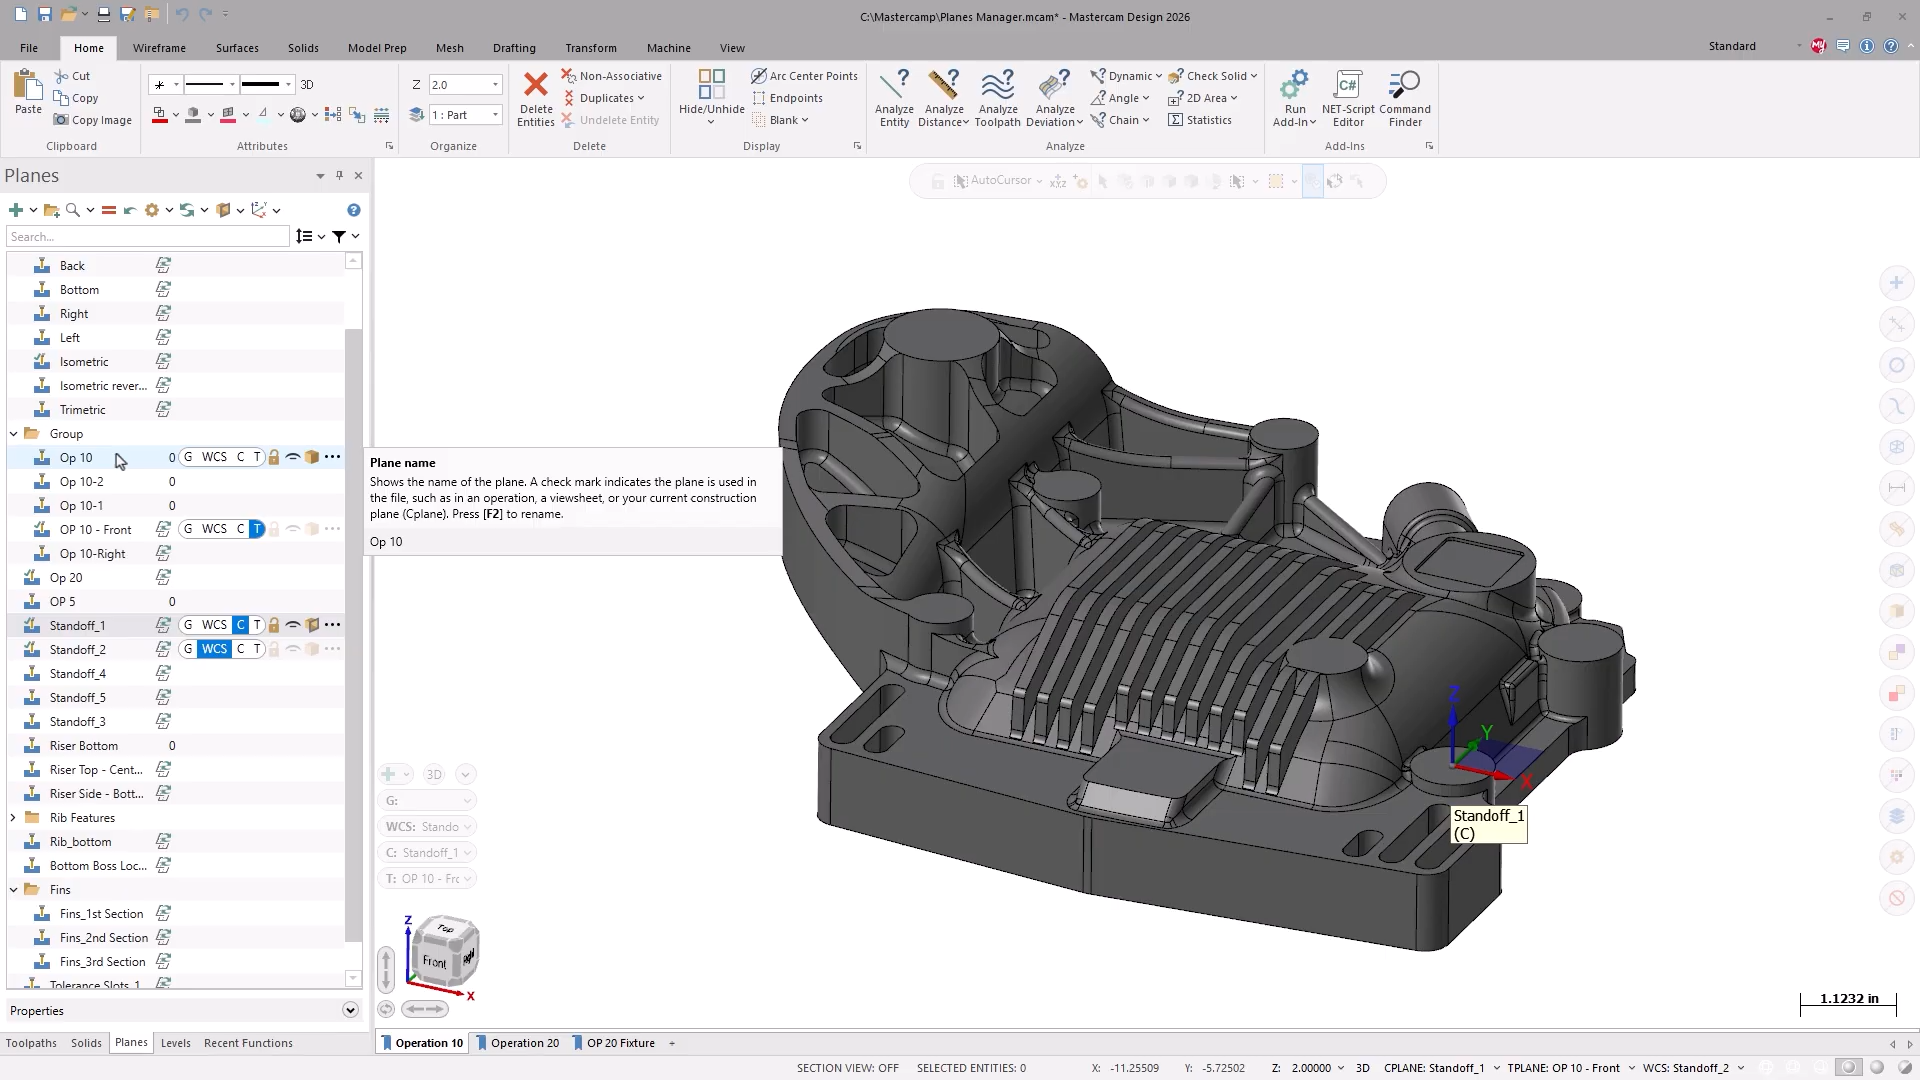 C:\Mastercamp\Planes Manager.mcam* - Mastercam Design 2026
File Home Wireframe Surfaces Solids Model Prep Mesh Drafting Transform Machine View
Standard
Paste
Cut
Copy
Copy Image
Clipboard
3D
Attributes
Z 2.0
1 : Part
Organize
Delete Entities
Non-Associative
Duplicates
Undelete Entity
Delete
Hide/Unhide
Arc Center Points
Endpoints
Blank
Display
Analyze Entity
Analyze Distance
Analyze Toolpath
Analyze Deviation
Dynamic
Angle
Chain
Check Solid
2D Area
Statistics
Analyze
Run Add-In
NET-Script Editor
Command Finder
Add-Ins
Planes
Search...
AutoCursor
Back
Bottom
Right
Left
Isometric
Isometric rever...
Trimetric
Group
Op 10 0 G WCS C T
Op 10-2 0
Op 10-1 0
OP 10 - Front G WCS C T
Op 10-Right
Op 20
OP 5 0
Standoff_1 G WCS C T
Standoff_2 G WCS C T
Standoff_4
Standoff_5
Standoff_3
Riser Bottom 0
Riser Top - Cent...
Riser Side - Bott...
Rib Features
Rib_bottom
Bottom Boss Loc...
Fins
Fins_1st Section
Fins_2nd Section
Fins_3rd Section
Tolerance Slots_1
Properties
Toolpaths Solids Planes Levels Recent Functions
Plane name
Shows the name of the plane. A check mark indicates the plane is used in
the file, such as in an operation, a viewsheet, or your current construction
plane (Cplane). Press [F2] to rename.
Op 10
3D
G:
WCS: Stando
C: Standoff_1
T: OP 10 - Frc
Z
Top
Front
Right
X
Z
Y
X
Standoff_1
(C)
1.1232 in
Operation 10 Operation 20 OP 20 Fixture +
SECTION VIEW: OFF SELECTED ENTITIES: 0 X: -11.25509 Y: -5.72502 Z: 2.00000 3D CPLANE: Standoff_1 TPLANE: OP 10 - Front WCS: Standoff_2